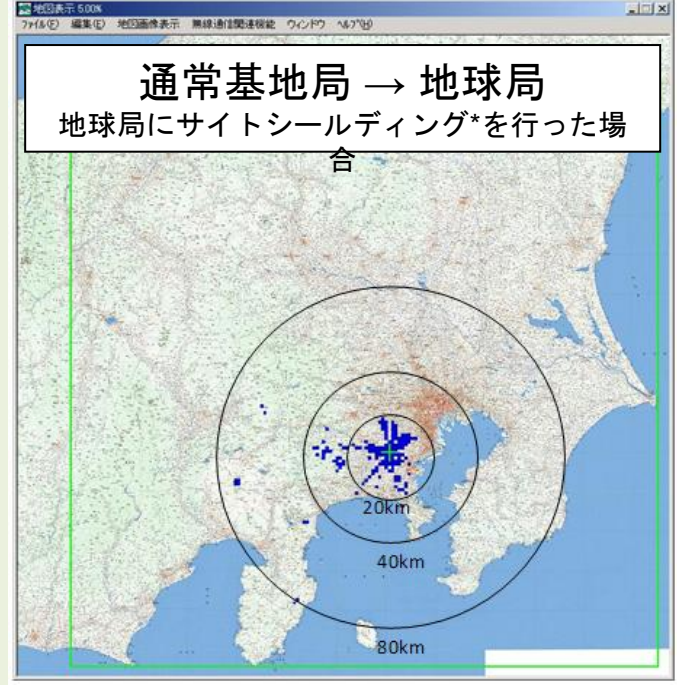 地図表示 5.00%
ファイル(F) 編集(E) 地図画像表示 無線通信関連機能 ウィンドウ ヘルプ(H)
通常基地局 → 地球局
地球局にサイトシールディング*を行った場
合
20km
40km
80km